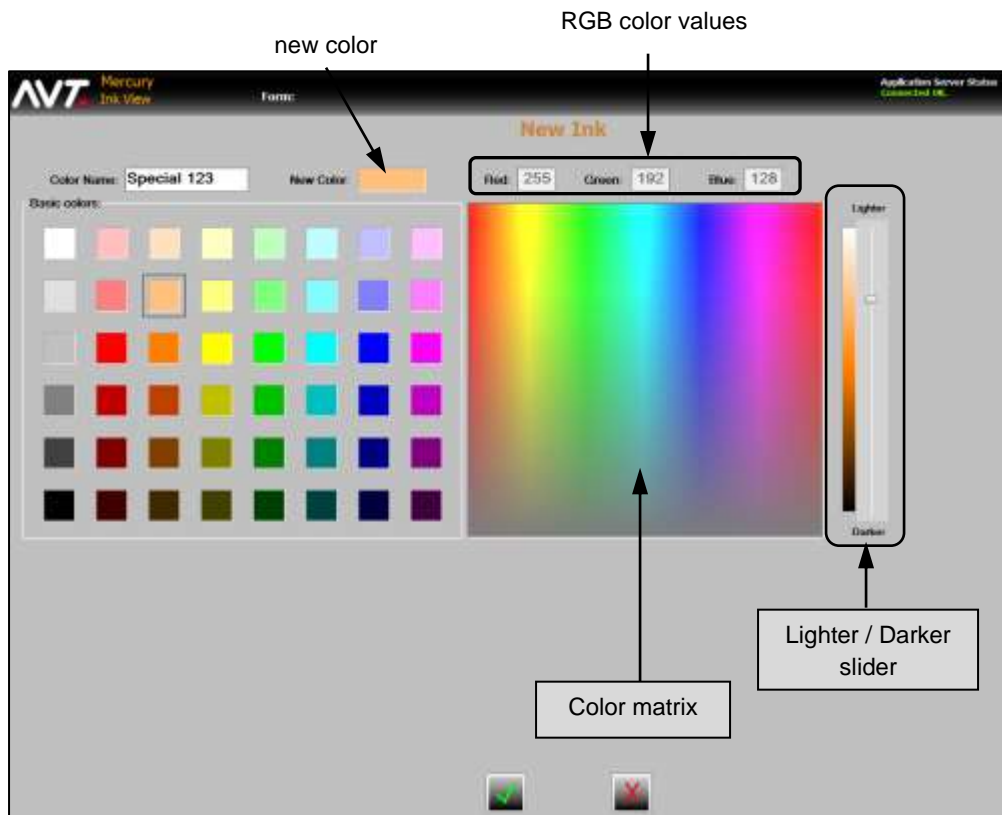 RGB color values
new color
AVT
Mercury
Ink View
Form:
Application Server Status
Connected OK.
New Ink
Color Name: Special 123
New Color:
Red: 255 Green: 192 Blue: 128
Basic colors:
Lighter
Darker
Lighter / Darker
slider
Color matrix